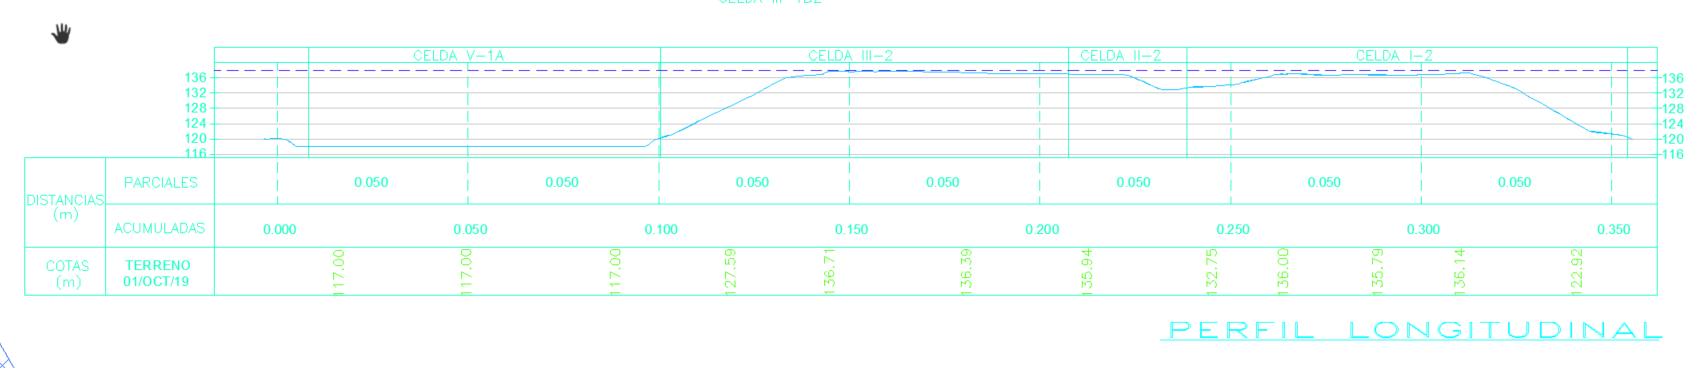 CELDA V-1A CELDA III-2 CELDA II-2 CELDA I-2
136 136
132 132
128 128
124 124
120 120
116 116
DISTANCIAS
(m)
PARCIALES 0.050 0.050 0.050 0.050 0.050 0.050 0.050
ACUMULADAS 0.000 0.050 0.100 0.150 0.200 0.250 0.300 0.350
COTAS
(m)
TERRENO
01/OCT/19
117.00 117.00 117.00 127.59 136.71 136.39 135.94 132.75 136.00 135.79 136.14 122.92
PERFIL LONGITUDINAL